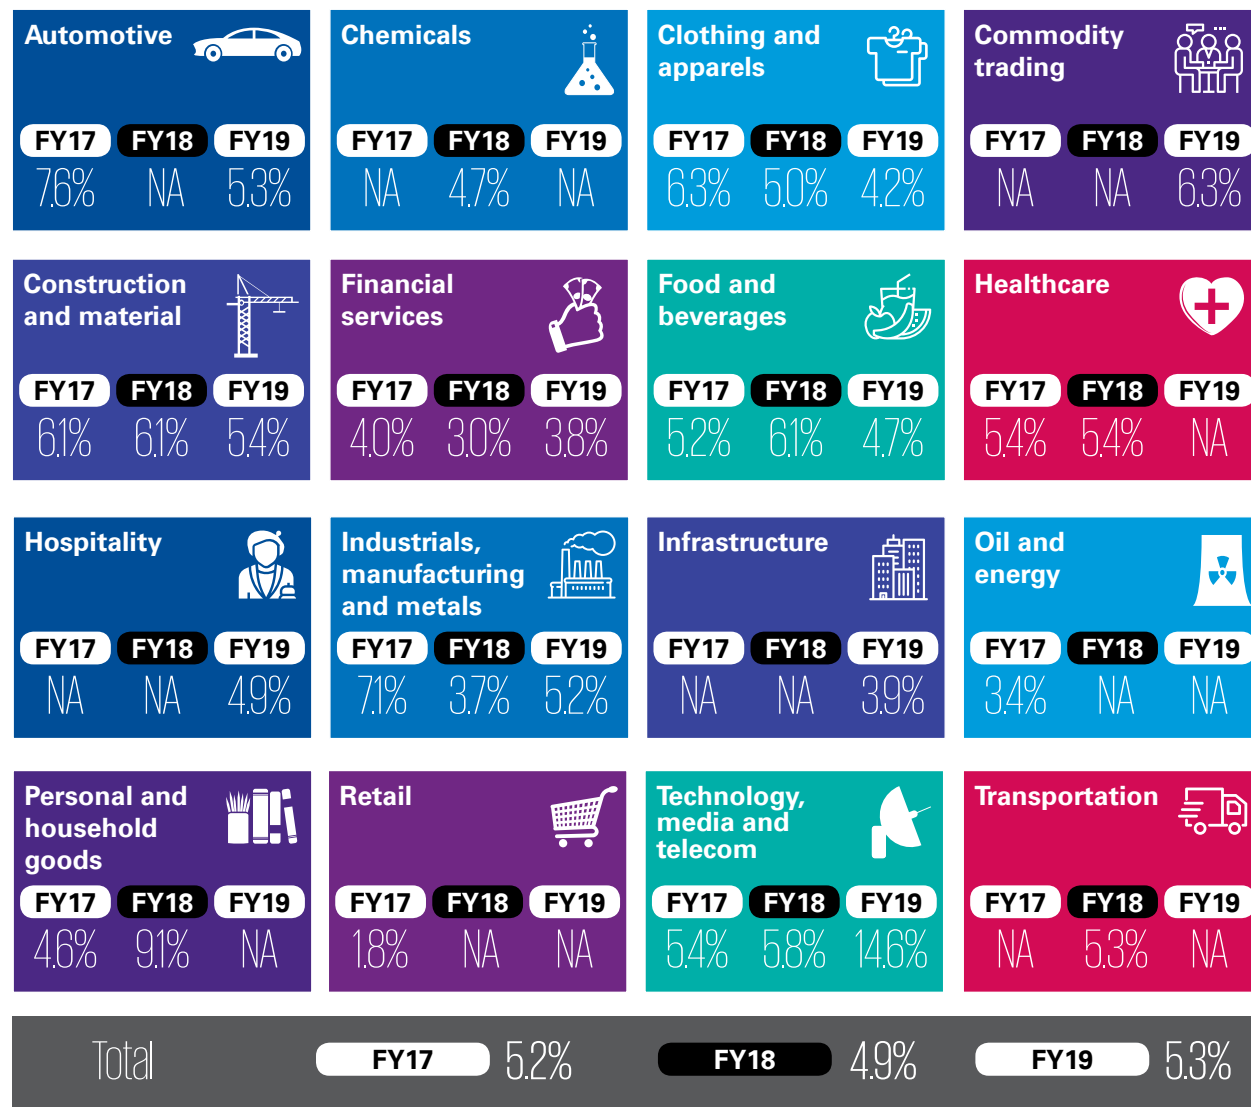 Automotive
FY17 FY18 FY19
7.6% NA 5.3%
Chemicals
FY17 FY18 FY19
NA 4.7% NA
Clothing and
apparels
FY17 FY18 FY19
6.3% 5.0% 4.2%
Commodity
trading
FY17 FY18 FY19
NA NA 6.3%
Construction
and material
FY17 FY18 FY19
6.1% 6.1% 5.4%
Financial
services
FY17 FY18 FY19
4.0% 3.0% 3.8%
Food and
beverages
FY17 FY18 FY19
5.2% 6.1% 4.7%
Healthcare
FY17 FY18 FY19
5.4% 5.4% NA
Hospitality
FY17 FY18 FY19
NA NA 4.9%
Industrials,
manufacturing
and metals
FY17 FY18 FY19
7.1% 3.7% 5.2%
Infrastructure
FY17 FY18 FY19
NA NA 3.9%
Oil and
energy
FY17 FY18 FY19
3.4% NA NA
Personal and
household
goods
FY17 FY18 FY19
4.6% 9.1% NA
Retail
FY17 FY18 FY19
1.8% NA NA
Technology,
media and
telecom
FY17 FY18 FY19
5.4% 5.8% 14.6%
Transportation
FY17 FY18 FY19
NA 5.3% NA
Total FY17 5.2% FY18 4.9% FY19 5.3%